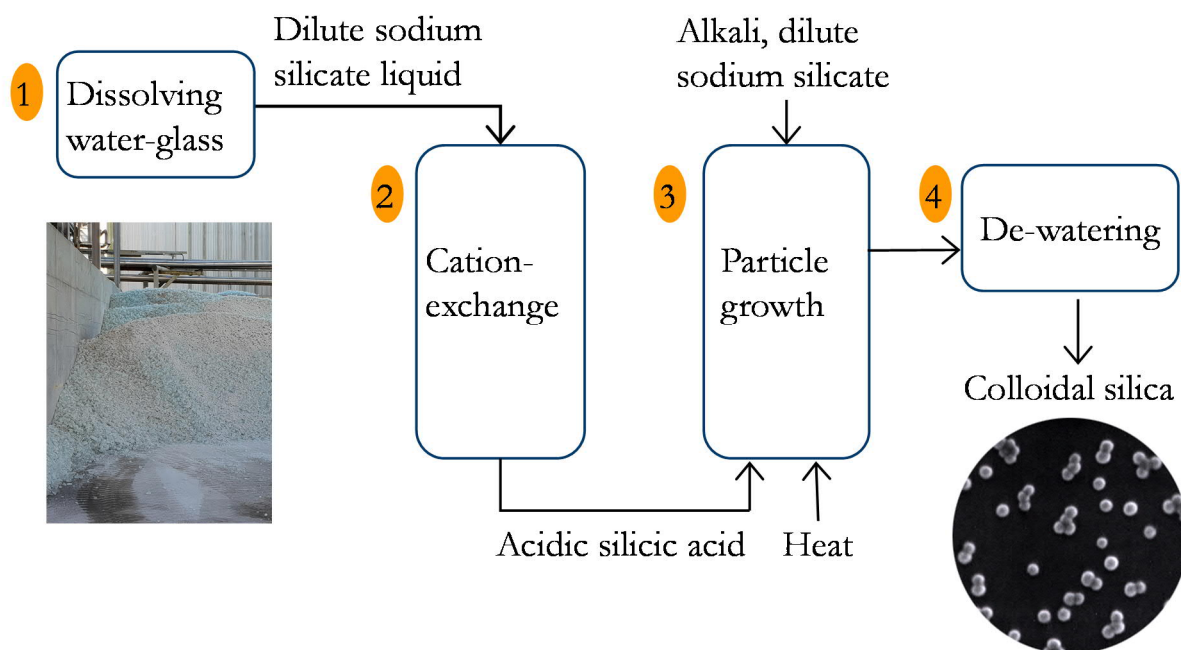 1
Dissolving
water-glass
Dilute sodium
silicate liquid
2
Cation-
exchange
Acidic silicic acid
Alkali, dilute
sodium silicate
3
Particle
growth
Heat
4
De-watering
Colloidal silica